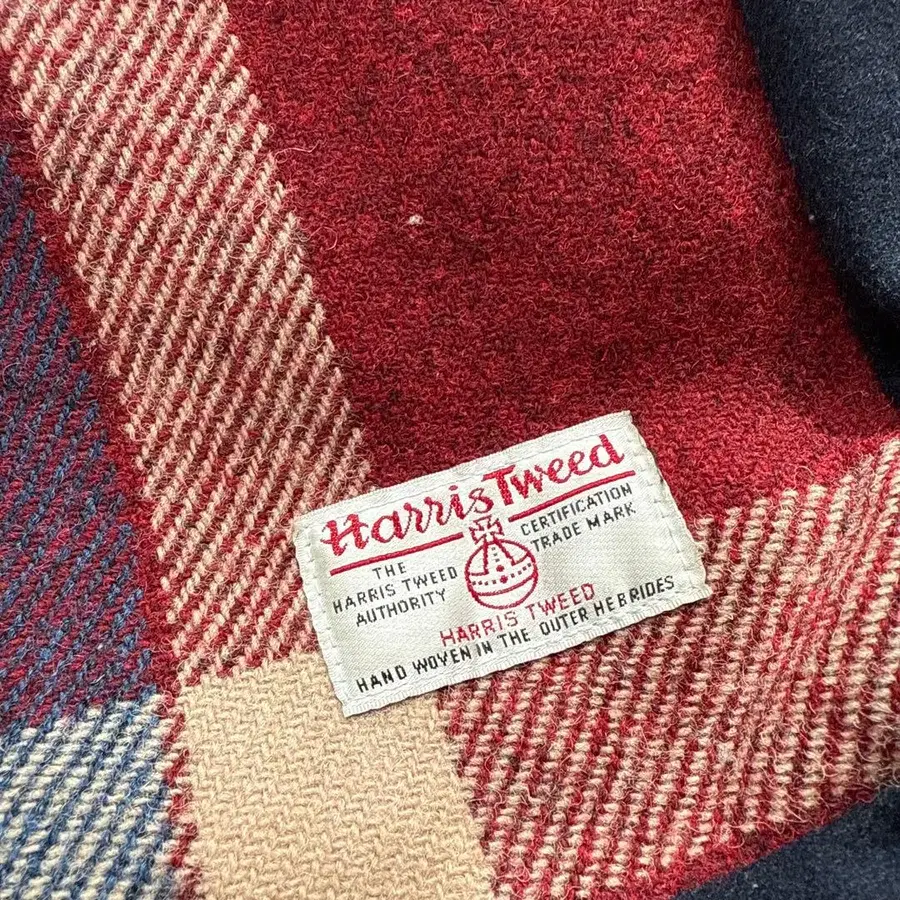 Harris Tweed
THE
HARRIS TWEED
AUTHORITY
CERTIFICATION
TRADE MARK
HARRIS TWEED
HAND WOVEN IN THE OUTER HEBRIDES